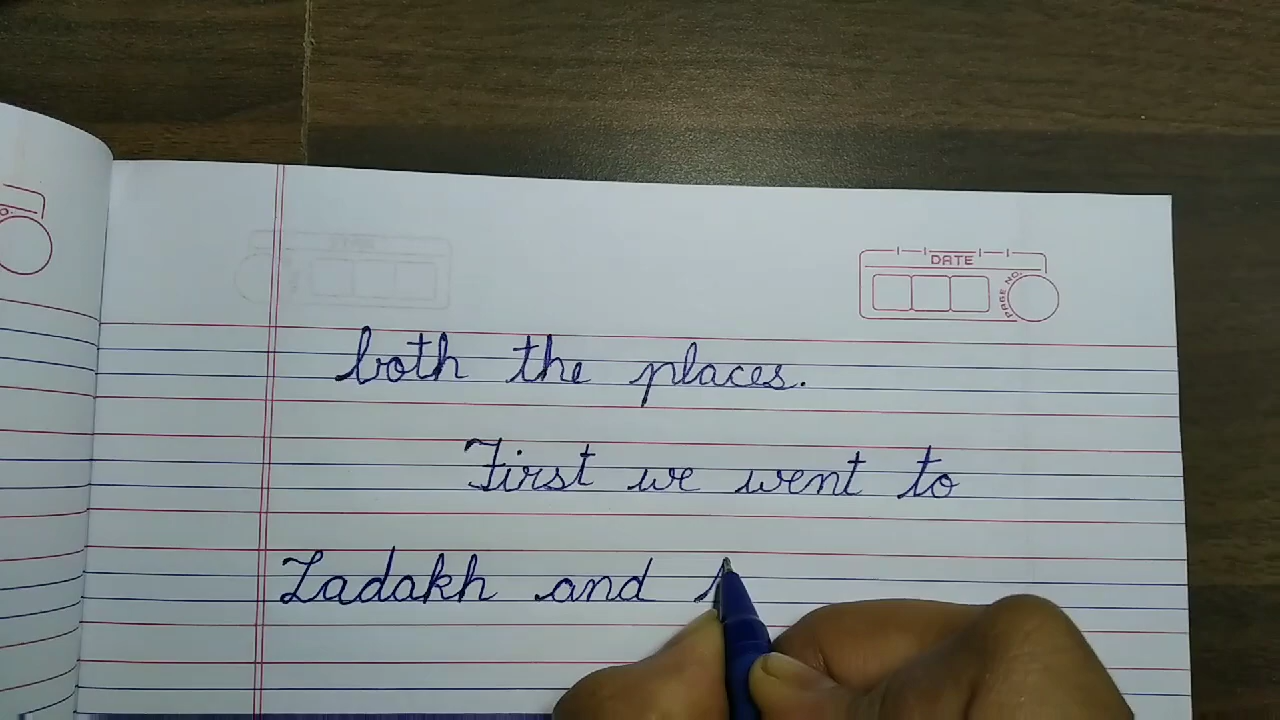 DATE
PAGE NO.
both the places.
First we went to
Ladakh and